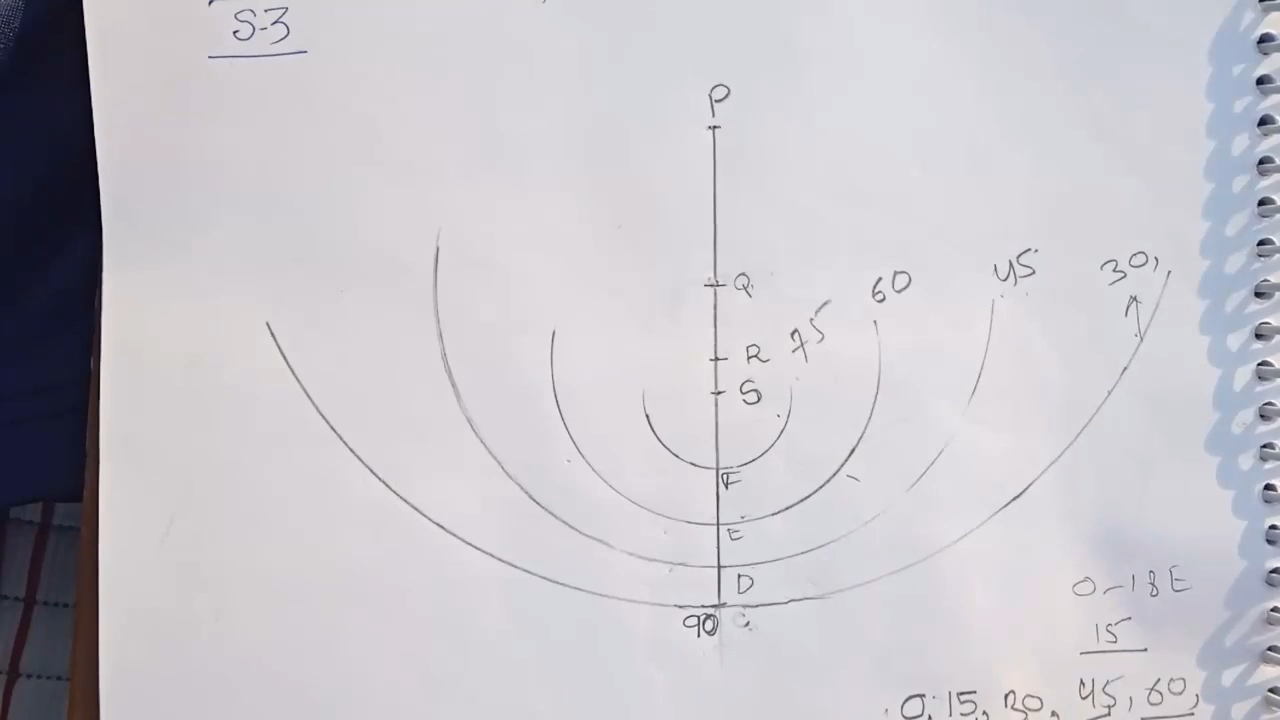 S-3
P
Q
R
S
75
60
45
30,
F
E
D
90
0-18E
15
0, 15, 30, 45, 60,